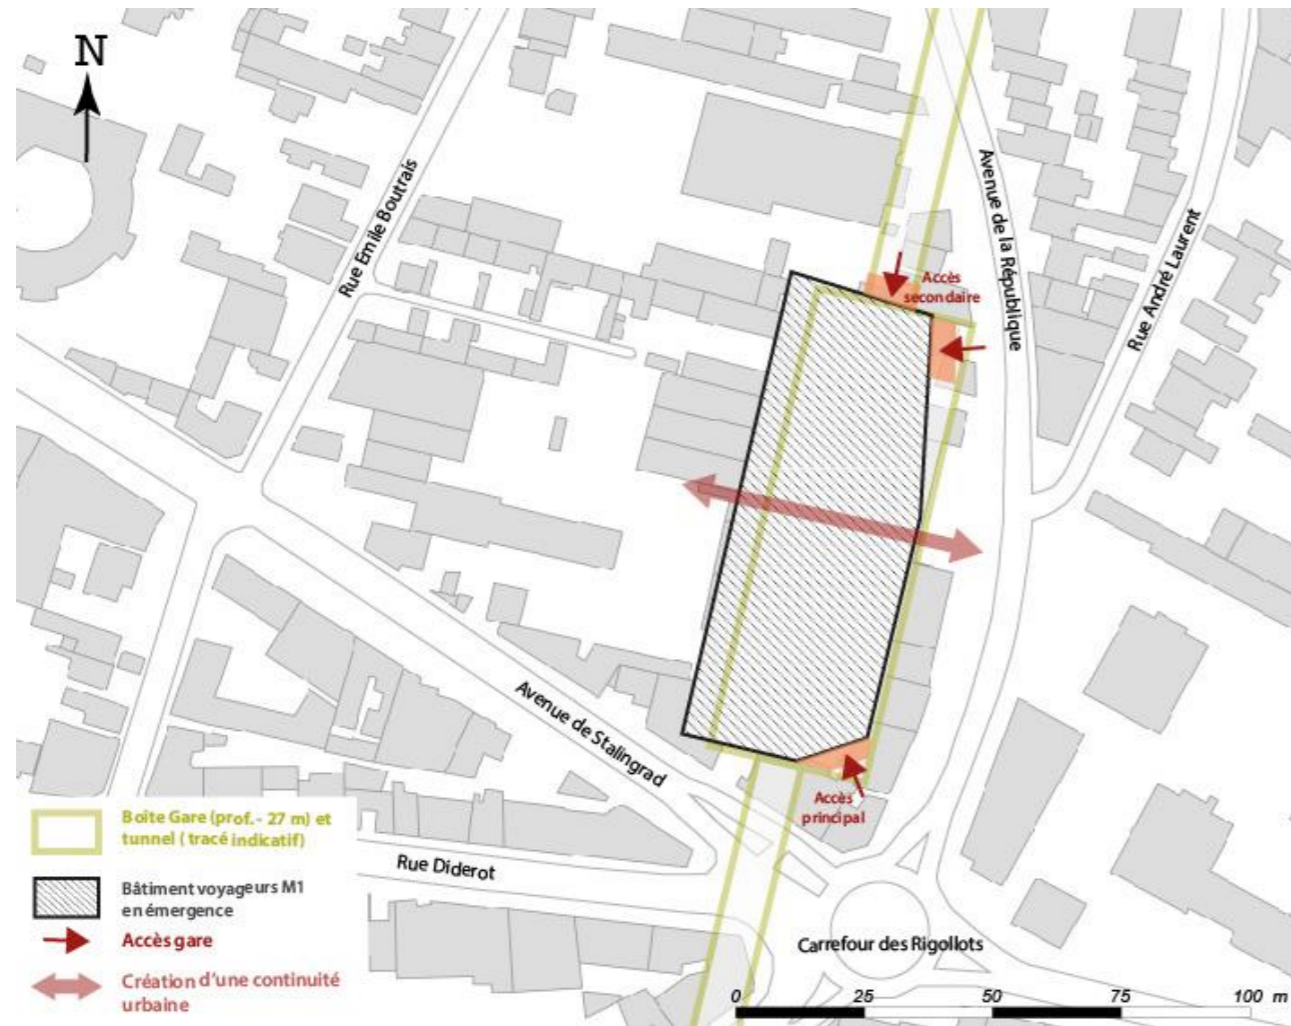 N
Rue Emile Boutrais
Avenue de la République
Rue André Laurent
Accès
secondaire
Avenue de Stalingrad
Accès
principal
Rue Diderot
Carrefour des Rigollots
Boite Gare (prof. - 27 m) et
tunnel ( tracé indicatif)
Bâtiment voyageurs M1
en émergence
Accès gare
Création d'une continuité
urbaine
0 25 50 75 100 m